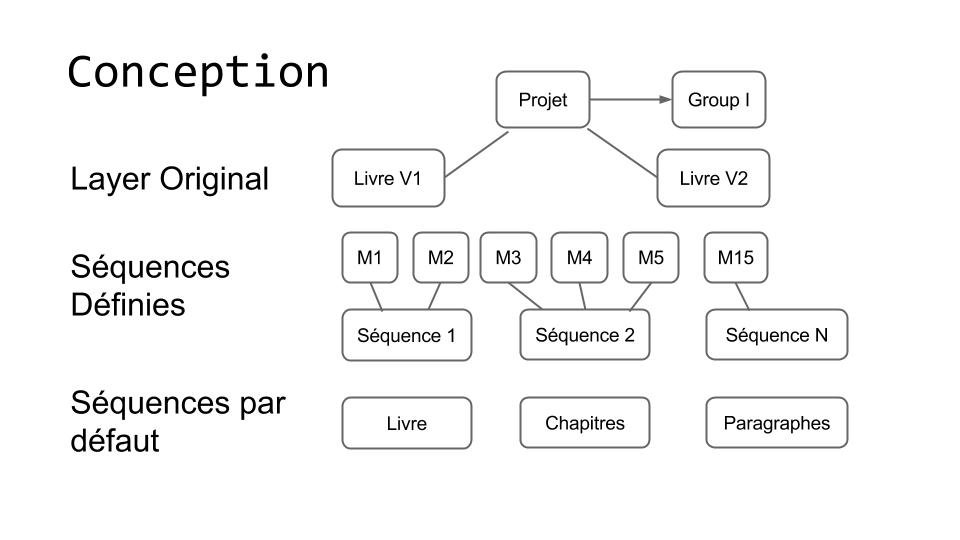 Conception
Projet
Group I
Layer Original
Livre V1
Livre V2
Séquences
Définies
M1
M2
M3
M4
M5
M15
Séquence 1
Séquence 2
Séquence N
Séquences par
défaut
Livre
Chapitres
Paragraphes